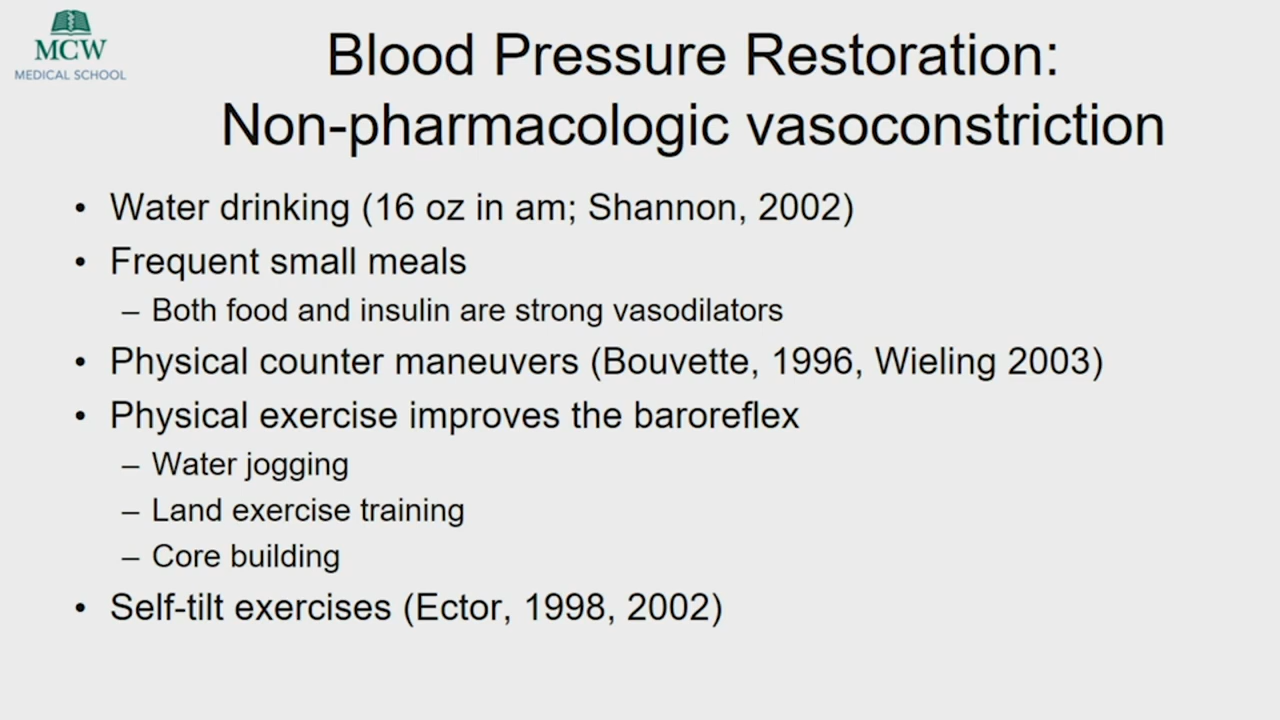 MCW
MEDICAL SCHOOL
Blood Pressure Restoration:
Non-pharmacologic vasoconstriction
• Water drinking (16 oz in am; Shannon, 2002)
• Frequent small meals
– Both food and insulin are strong vasodilators
• Physical counter maneuvers (Bouvette, 1996, Wieling 2003)
• Physical exercise improves the baroreflex
– Water jogging
– Land exercise training
– Core building
• Self-tilt exercises (Ector, 1998, 2002)